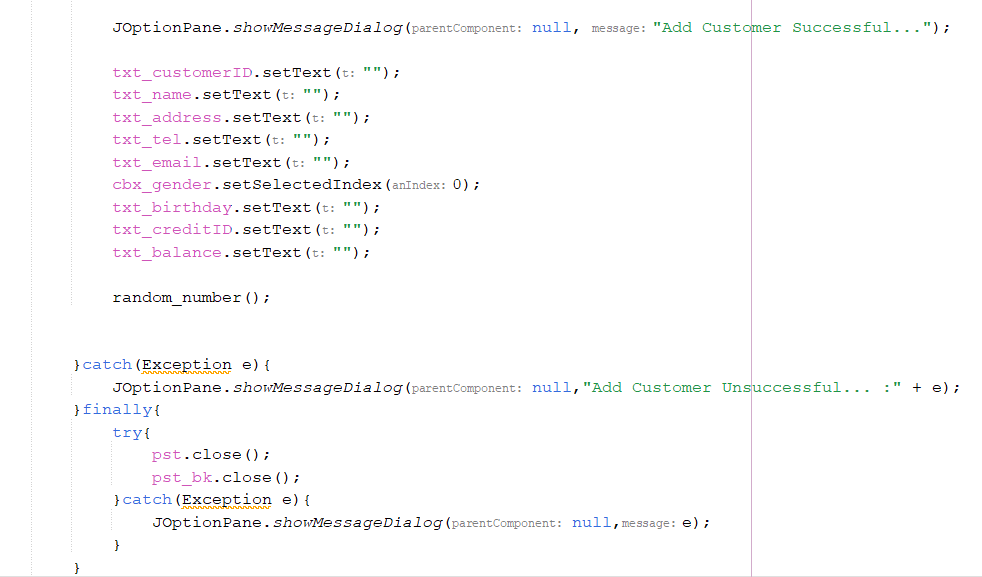 JOptionPane.showMessageDialog(parentComponent: null, message: "Add Customer Successful...");
txt_customerID.setText(t: "");
txt_name.setText(t: "");
txt_address.setText(t: "");
txt_tel.setText(t: "");
txt_email.setText(t: "");
cbx_gender.setSelectedIndex(anIndex: 0);
txt_birthday.setText(t: "");
txt_creditID.setText(t: "");
txt_balance.setText(t: "");
random_number();
}catch(Exception e){
JOptionPane.showMessageDialog(parentComponent: null,"Add Customer Unsuccessful... :" + e);
}finally{
try{
pst.close();
pst_bk.close();
}catch(Exception e){
JOptionPane.showMessageDialog(parentComponent: null,message: e);
}
}